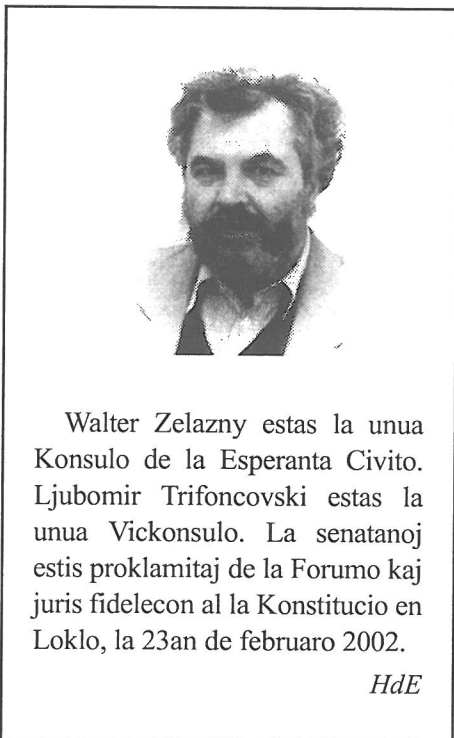 Walter Zelazny estas la unua
Konsulo de la Esperanta Civito.
Ljubomir Trifoncovski estas la
unua Vickonsulo. La senatanoj
estis proklamitaj de la Forumo kaj
juris fidelecon al la Konstitucio en
Loklo, la 23an de februaro 2002.
HdE